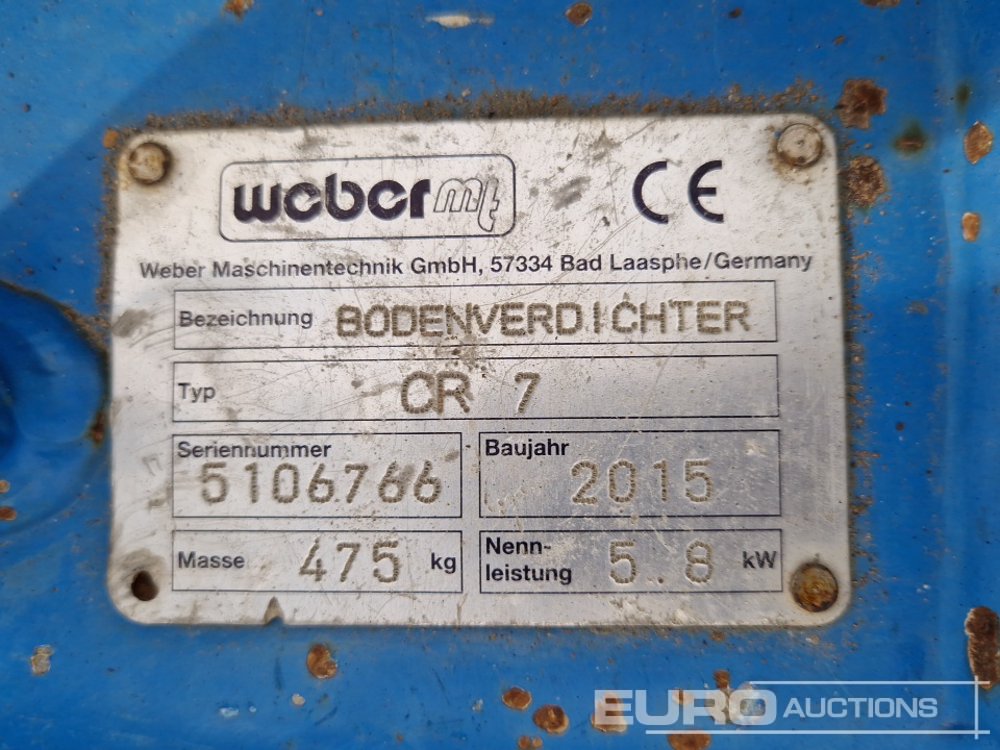 weber mt CE
Weber Maschinentechnik GmbH, 57334 Bad Laasphe/Germany
Bezeichnung BODENVERDICHTER
Typ CR 7
Seriennummer Baujahr
5106766 2015
Masse 475 kg Nenn-
leistung 5.8 kW
EURO AUCTIONS